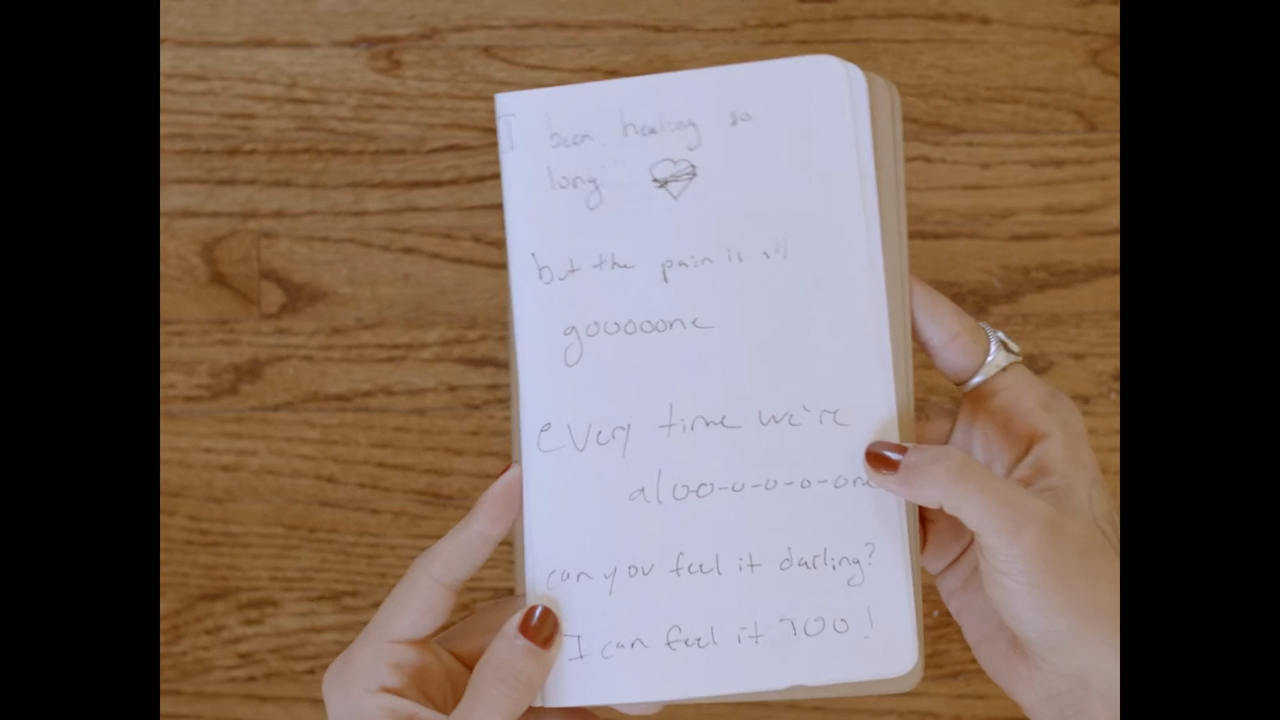 I been healing so
long
but the pain is all
gooooone
every time we're
aloo-o-o-o-one
can you feel it darling?
I can feel it TOO!